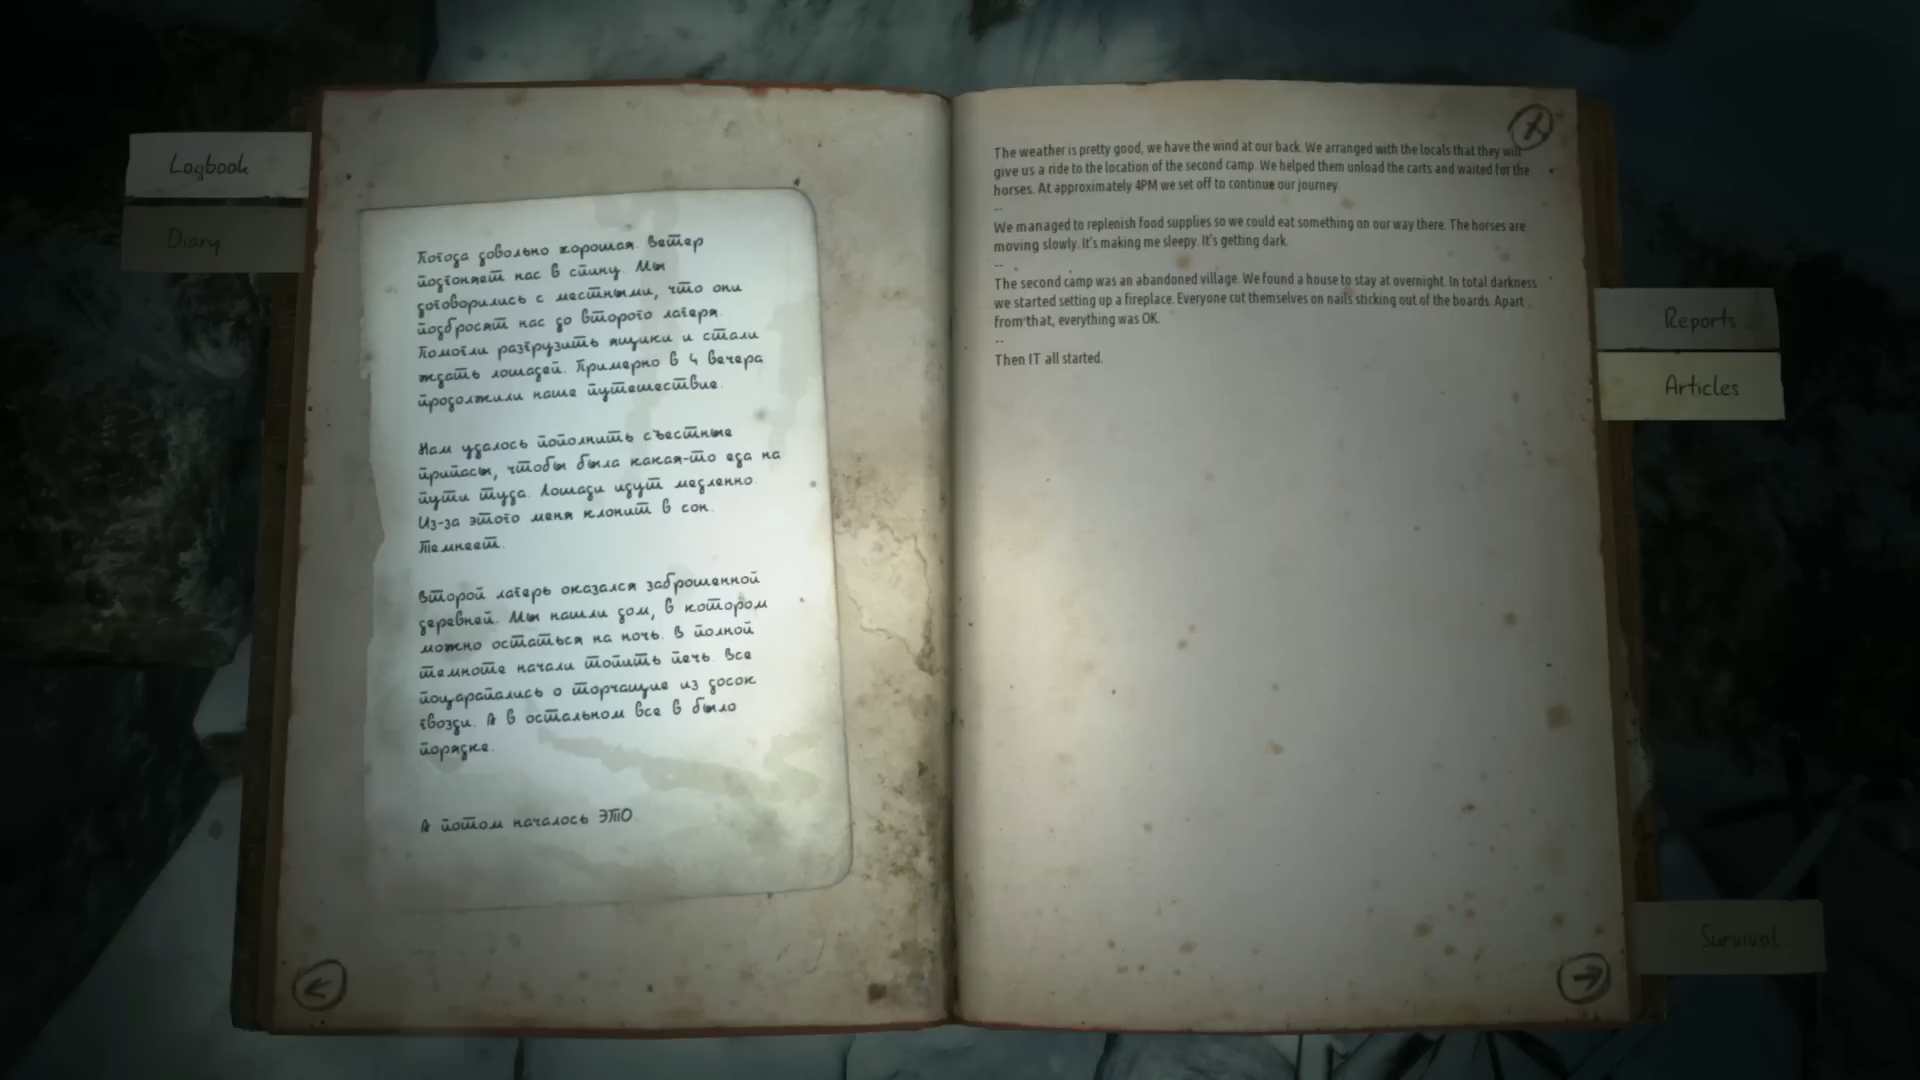 Logbook
Diary
Погода довольно хорошая. Ветер
подгоняет нас в спину. Мы
договорились с местными, что они
подбросят нас до второго лагеря.
Помогли разгрузить ящики и стали
ждать лошадей. Примерно в 4 вечера
продолжили наше путешествие.
Нам удалось пополнить съестные
припасы, чтобы была какая-то еда на
пути туда. Лошади идут медленно.
Из-за этого меня клонит в сон.
Темнеет.
Второй лагерь оказался заброшенной
деревней. Мы нашли дом, в котором
можно остаться на ночь. В полной
темноте начали топить печь. Все
поцарапались о торчащие из досок
гвозди. А в остальном все в было
порядке.
А потом началось ЭТО
The weather is pretty good, we have the wind at our back. We arranged with the locals that they will
give us a ride to the location of the second camp. We helped them unload the carts and waited for the
horses. At approximately 4PM we set off to continue our journey.
--
We managed to replenish food supplies so we could eat something on our way there. The horses are
moving slowly. It's making me sleepy. It's getting dark.
--
The second camp was an abandoned village. We found a house to stay at overnight. In total darkness
we started setting up a fireplace. Everyone cut themselves on nails sticking out of the boards. Apart
from that, everything was OK.
--
Then IT all started.
Reports
Articles
Survival